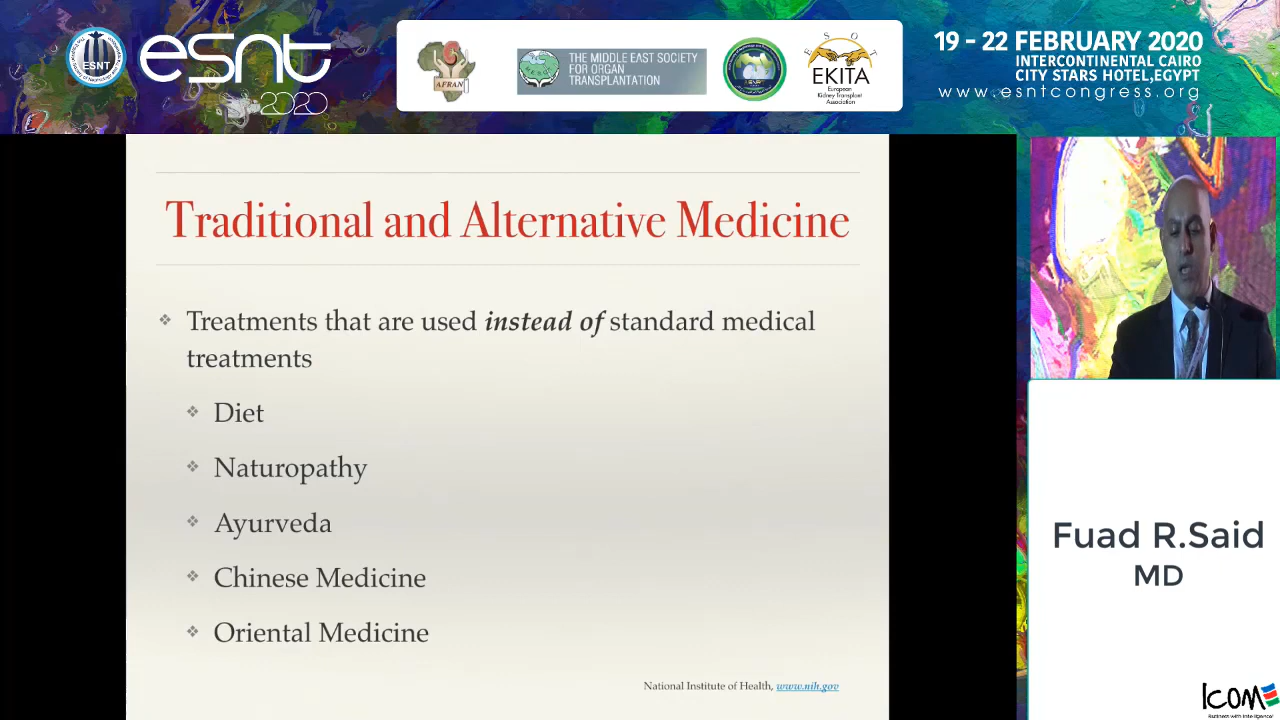 ESNT
esnt
2020
AFRAN
THE MIDDLE EAST SOCIETY
FOR ORGAN
TRANSPLANTATION
E S O T
EKITA
European
Kidney Transplant
Association
19 - 22 FEBRUARY 2020
INTERCONTINENTAL CAIRO
CITY STARS HOTEL,EGYPT
www.esntcongress.org
Traditional and Alternative Medicine
❖ Treatments that are used instead of standard medical
treatments
❖ Diet
❖ Naturopathy
❖ Ayurveda
❖ Chinese Medicine
❖ Oriental Medicine
National Institute of Health, www.nih.gov
Fuad R.Said
MD
ICOME